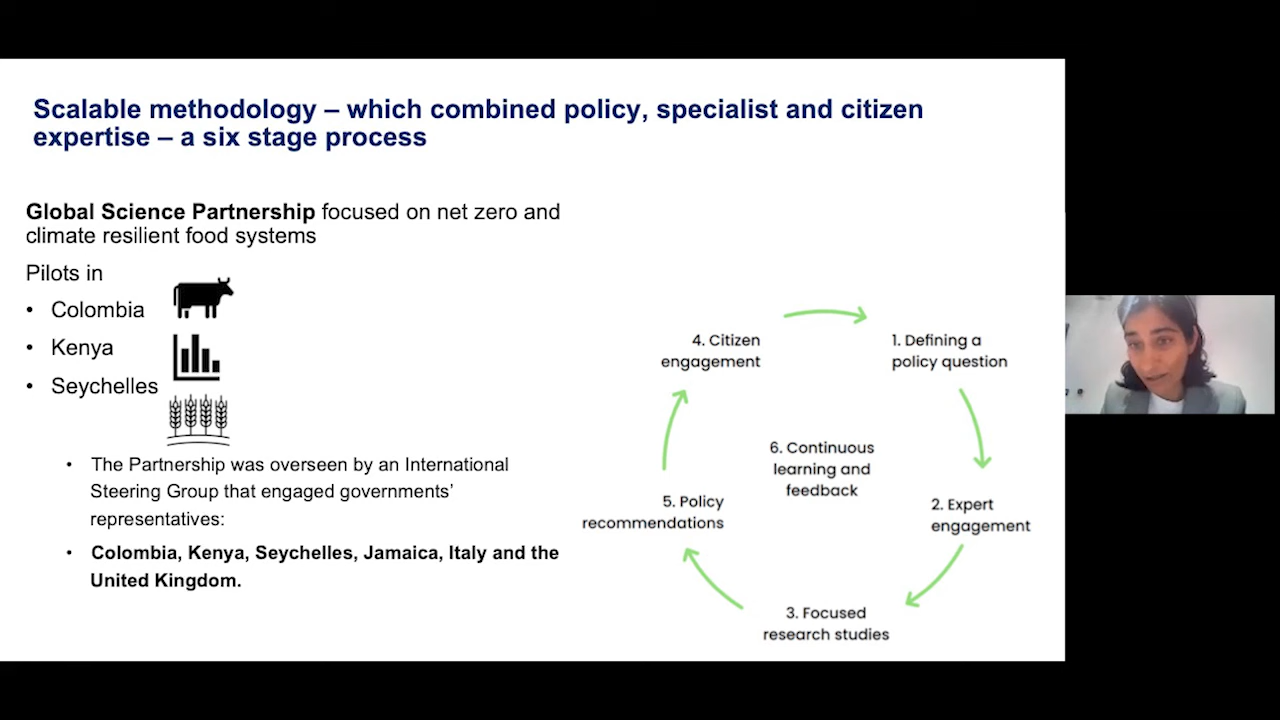 Scalable methodology – which combined policy, specialist and citizen
expertise – a six stage process
Global Science Partnership focused on net zero and
climate resilient food systems
Pilots in
• Colombia
• Kenya
• Seychelles
• The Partnership was overseen by an International
Steering Group that engaged governments’
representatives:
• Colombia, Kenya, Seychelles, Jamaica, Italy and the
United Kingdom.
4. Citizen
engagement
1. Defining a
policy question
6. Continuous
learning and
feedback
5. Policy
recommendations
2. Expert
engagement
3. Focused
research studies